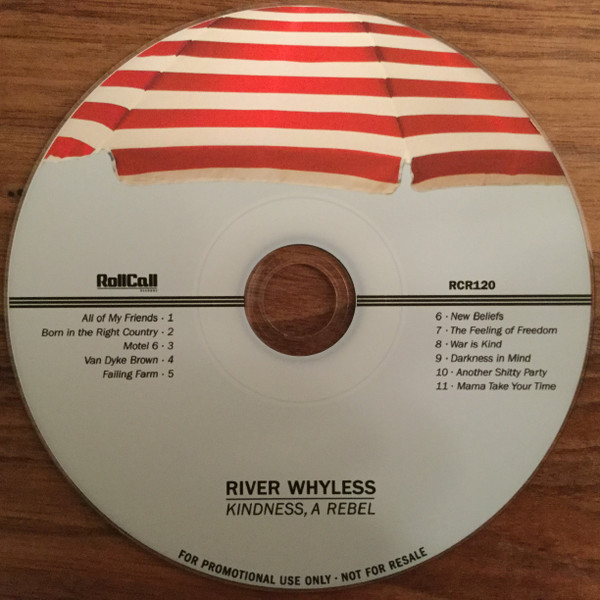 RollCall
RECORDS
RCR120
All of My Friends · 1
Born in the Right Country · 2
Motel 6 · 3
Van Dyke Brown · 4
Failing Farm · 5
6 · New Beliefs
7 · The Feeling of Freedom
8 · War is Kind
9 · Darkness in Mind
10 · Another Shitty Party
11 · Mama Take Your Time
RIVER WHYLESS
KINDNESS, A REBEL
FOR PROMOTIONAL USE ONLY · NOT FOR RESALE